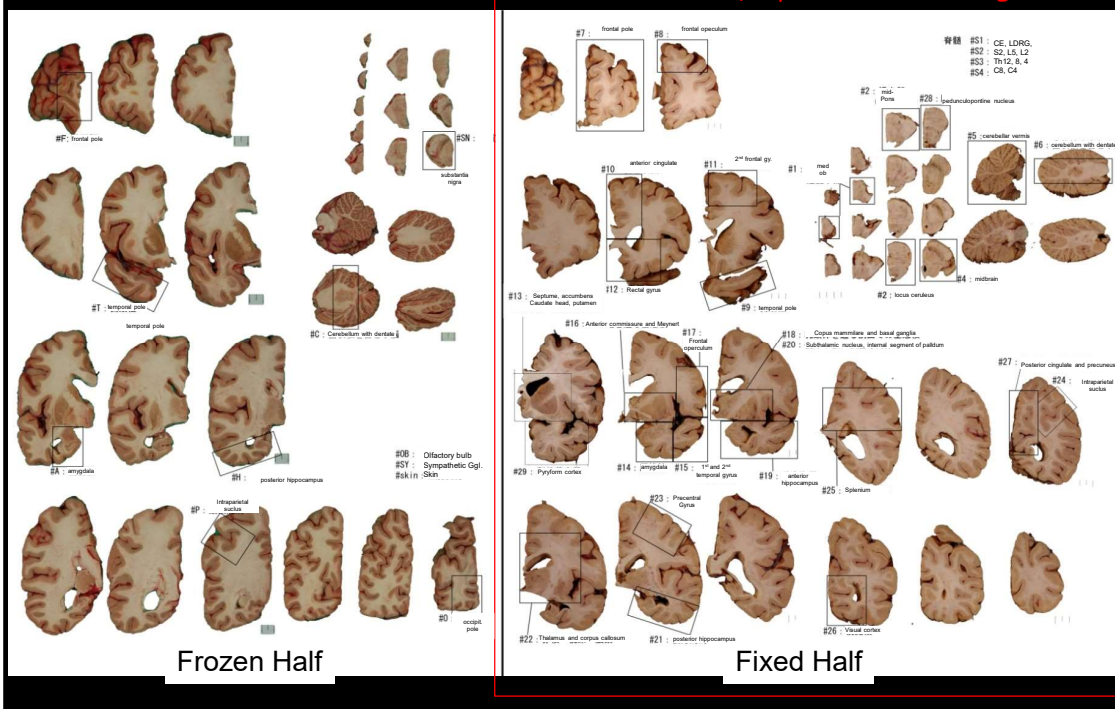 #F: frontal pole
#SN :
substantia
nigra
#T : temporal pole
#C : Cerebellum with dentate
temporal pole
#A : amygdala
#H :
posterior hippocampus
#OB : Olfactory bulb
#SY : Sympathetic Ggl.
#skin : Skin
#P :
Intraparietal
suclus
#O :
occipit.
pole
Frozen Half
#7 : frontal pole
#8 : frontal operculum
脊髄 #S1 : CE, LDRG,
#S2 : S2, L5, L2
#S3 : Th12, 8, 4
#S4 : C8, C4
#2 : mid-
Pons
#28 :
pedunculopontine nucleus
#5 : cerebellar vermis
#6 : cerebellum with dentate
#10
anterior cingulate
#11 :
2nd frontal gy.
#1 : med
ob
#4 : midbrain
#2 : locus ceruleus
#13 : Septume, accumbens
Caudate head, putamen
#12 : Rectal gyrus
#9 : temporal pole
#16 : Anterior commissure and Meynert
#17 :
Frontal
operculum
#18 : Copus mammilare and basal ganglia
#20 : Subthalamic nucleus, internal segment of pallidum
#27 :
Posterior cingulate and precuneus
#24 :
Intraparietal
sulcus
#29 : Pyryform cortex
#14 : amygdala
#15 : 1st and 2nd
temporal gyrus
#19 : anterior
hippocampus
#25 : Splenium
#23 : Precentral
Gyrus
#22 : Thalamus and corpus callosum
#21 : posterior hippocampus
#26 : Visual cortex
Fixed Half